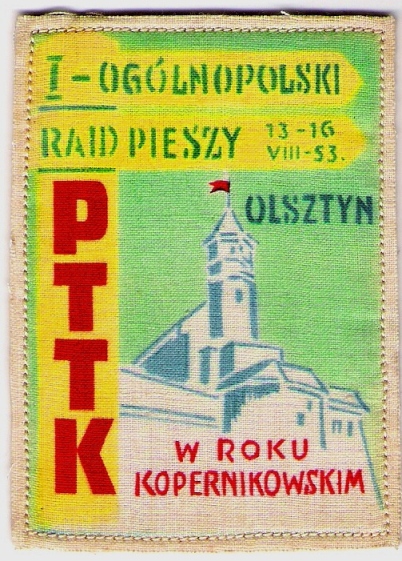 I-OGÓLNOPOLSKI
RAID PIESZY 13-16
VIII-53.
OLSZTYN
PTTK
W ROKU
KOPERNIKOWSKIM